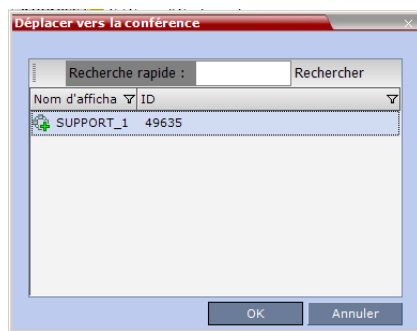 Déplacer vers la conférence
Recherche rapide : Rechercher
Nom d'afficha ID
SUPPORT_1 49635
OK Annuler